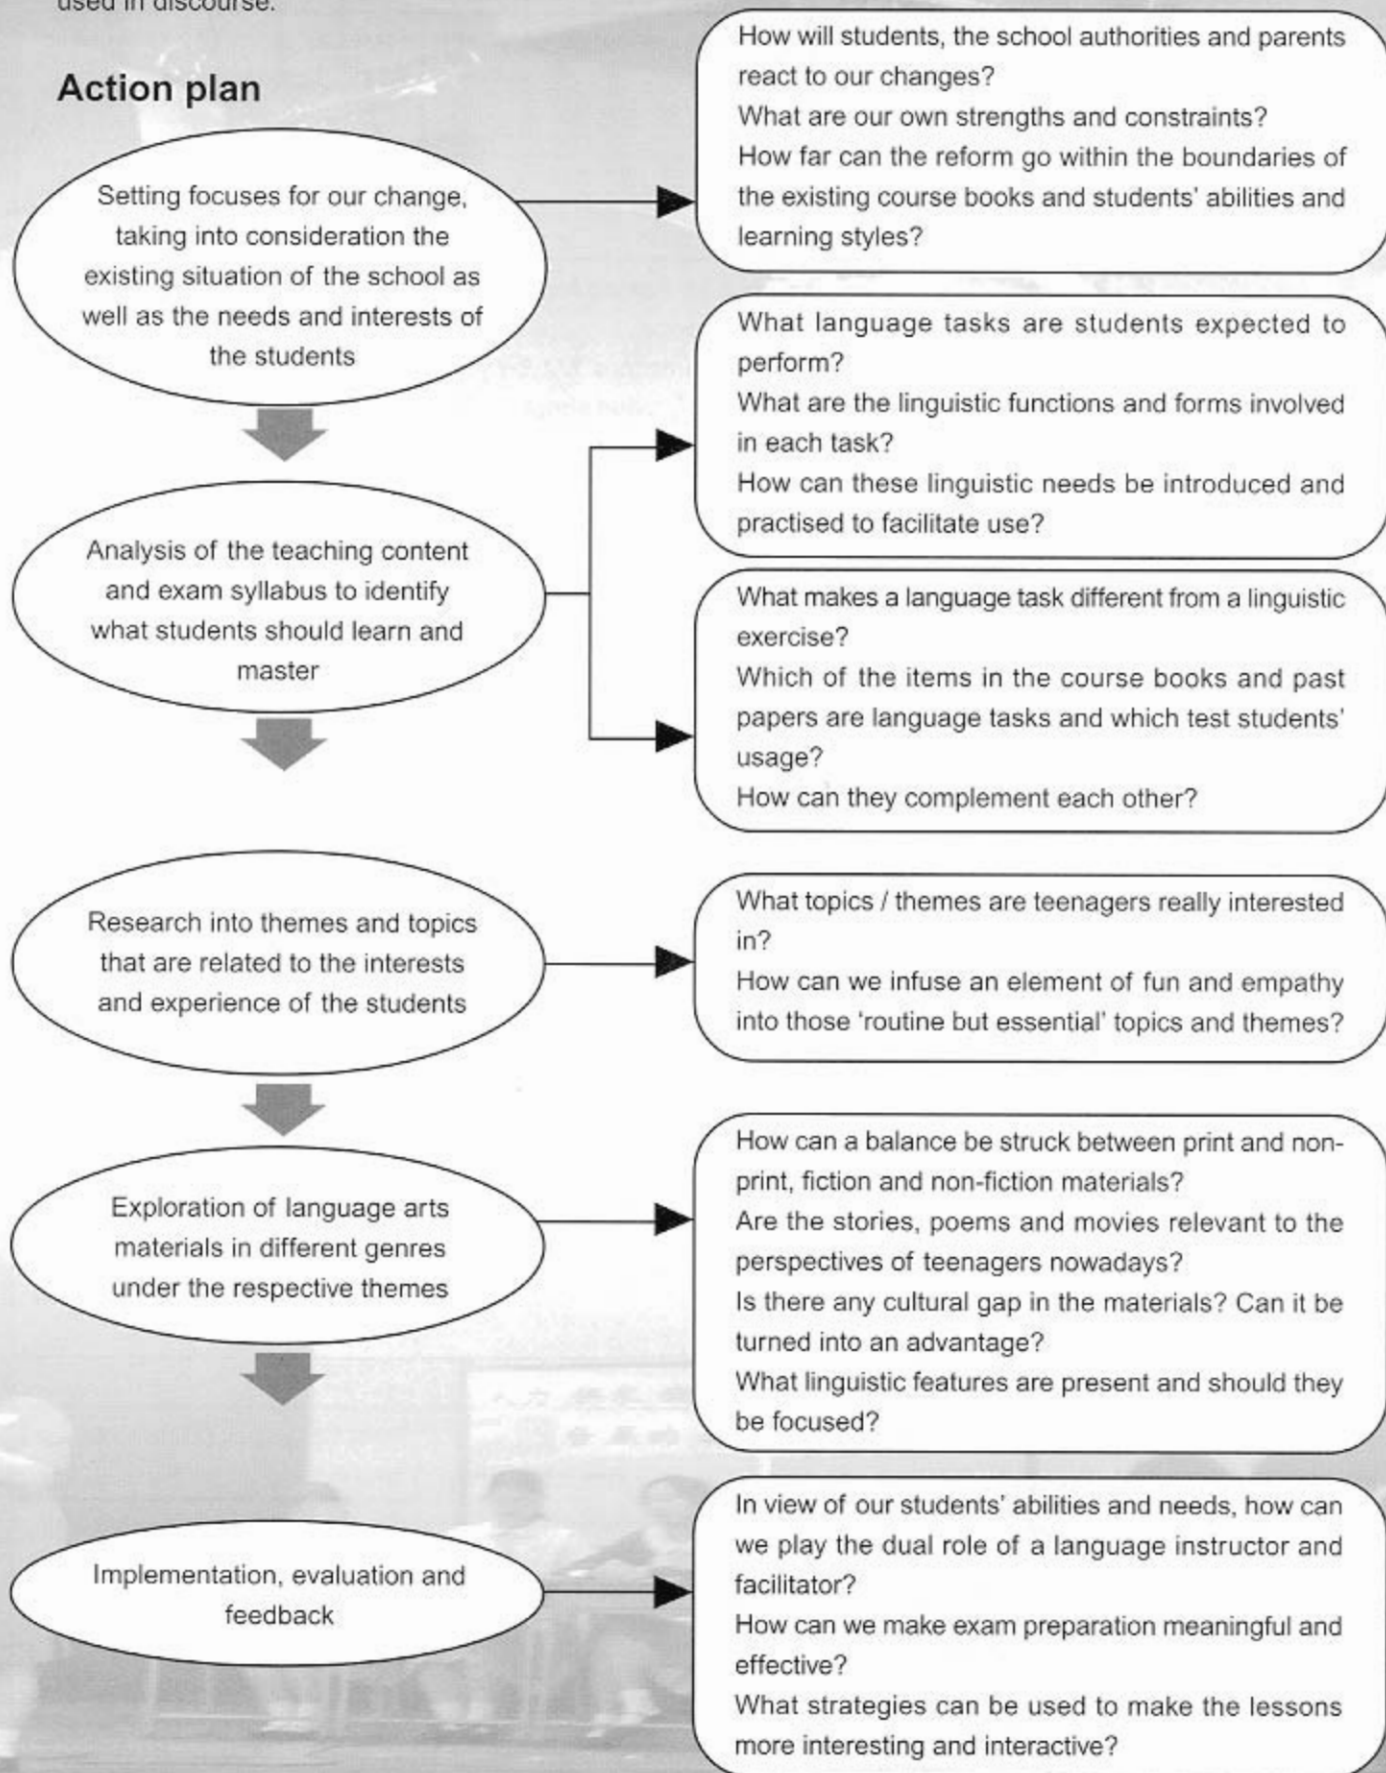 used in discourse.
Action plan
Setting focuses for our change,
taking into consideration the
existing situation of the school as
well as the needs and interests of
the students
How will students, the school authorities and parents
react to our changes?
What are our own strengths and constraints?
How far can the reform go within the boundaries of
the existing course books and students' abilities and
learning styles?
Analysis of the teaching content
and exam syllabus to identify
what students should learn and
master
What language tasks are students expected to
perform?
What are the linguistic functions and forms involved
in each task?
How can these linguistic needs be introduced and
practised to facilitate use?
What makes a language task different from a linguistic
exercise?
Which of the items in the course books and past
papers are language tasks and which test students'
usage?
How can they complement each other?
Research into themes and topics
that are related to the interests
and experience of the students
What topics / themes are teenagers really interested
in?
How can we infuse an element of fun and empathy
into those 'routine but essential' topics and themes?
Exploration of language arts
materials in different genres
under the respective themes
How can a balance be struck between print and non-
print, fiction and non-fiction materials?
Are the stories, poems and movies relevant to the
perspectives of teenagers nowadays?
Is there any cultural gap in the materials? Can it be
turned into an advantage?
What linguistic features are present and should they
be focused?
Implementation, evaluation and
feedback
In view of our students' abilities and needs, how can
we play the dual role of a language instructor and
facilitator?
How can we make exam preparation meaningful and
effective?
What strategies can be used to make the lessons
more interesting and interactive?